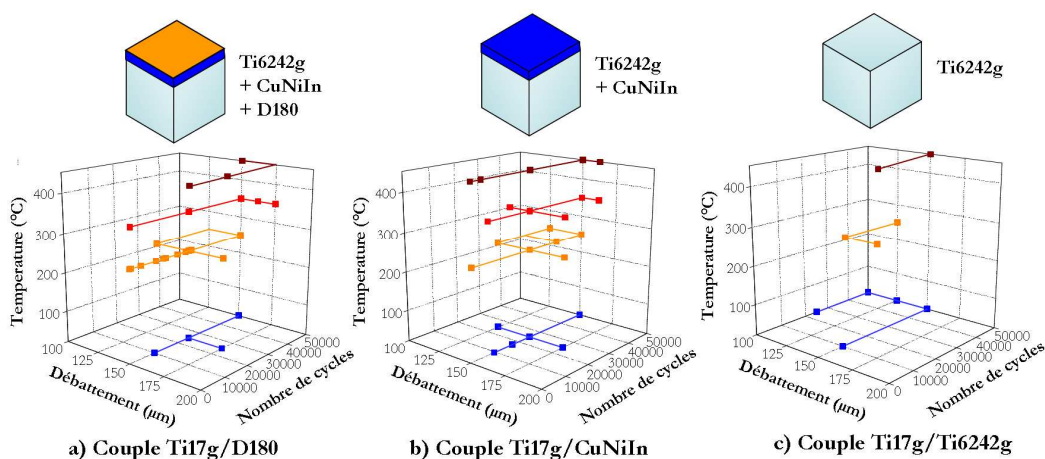 Ti6242g
+ CuNiIn
+ D180
Ti6242g
+ CuNiIn
Ti6242g
Temperature (°C)
400
300
200
100
100
125
150
175
200
0
10000
20000
30000
40000
50000
Débattement (µm)
Nombre de cycles
Temperature (°C)
400
300
200
100
100
125
150
175
200
0
10000
20000
30000
40000
50000
Débattement (µm)
Nombre de cycles
Temperature (°C)
400
300
200
100
100
125
150
175
200
0
10000
20000
30000
40000
50000
Débattement (µm)
Nombre de cycles
a) Couple Ti17g/D180
b) Couple Ti17g/CuNiIn
c) Couple Ti17g/Ti6242g